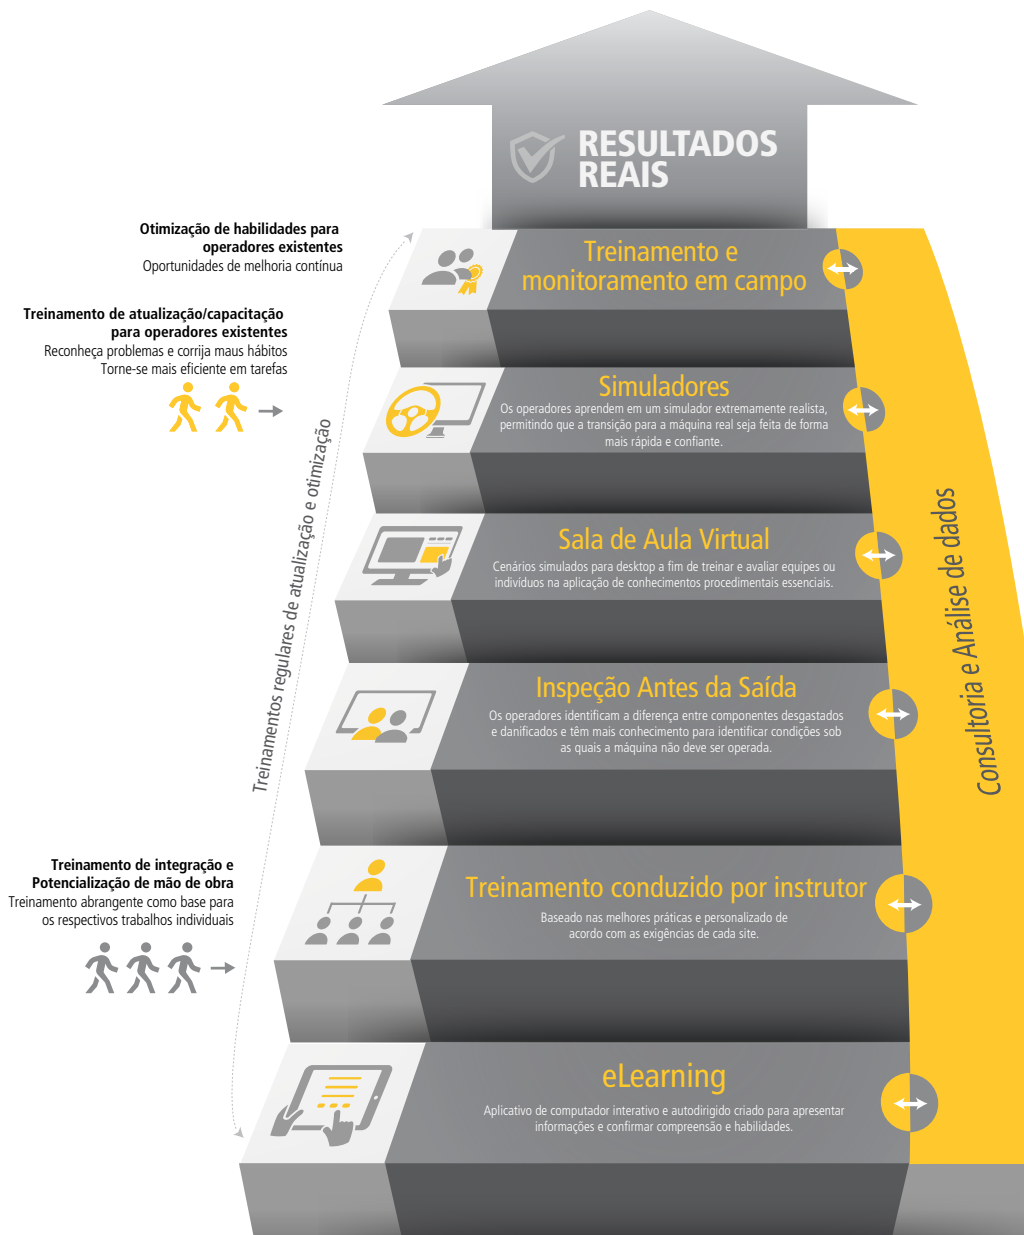 RESULTADOS
REAIS
Otimização de habilidades para
operadores existentes
Oportunidades de melhoria contínua
Treinamento e
monitoramento em campo
Treinamento de atualização/capacitação
para operadores existentes
Reconheça problemas e corrija maus hábitos
Torne-se mais eficiente em tarefas
Simuladores
Os operadores aprendem em um simulador extremamente realista,
permitindo que a transição para a máquina real seja feita de forma
mais rápida e confiante.
Treinamentos regulares de atualização e otimização
Sala de Aula Virtual
Cenários simulados para desktop a fim de treinar e avaliar equipes ou
indivíduos na aplicação de conhecimentos procedimentais essenciais.
Consultoria e Análise de dados
Inspeção Antes da Saída
Os operadores identificam a diferença entre componentes desgastados
e danificados e têm mais conhecimento para identificar condições sob
as quais a máquina não deve ser operada.
Treinamento de integração e
Potencialização de mão de obra
Treinamento abrangente como base para
os respectivos trabalhos individuais
Treinamento conduzido por instrutor
Baseado nas melhores práticas e personalizado de
acordo com as exigências de cada site.
eLearning
Aplicativo de computador interativo e autodirigido criado para apresentar
informações e confirmar compreensão e habilidades.